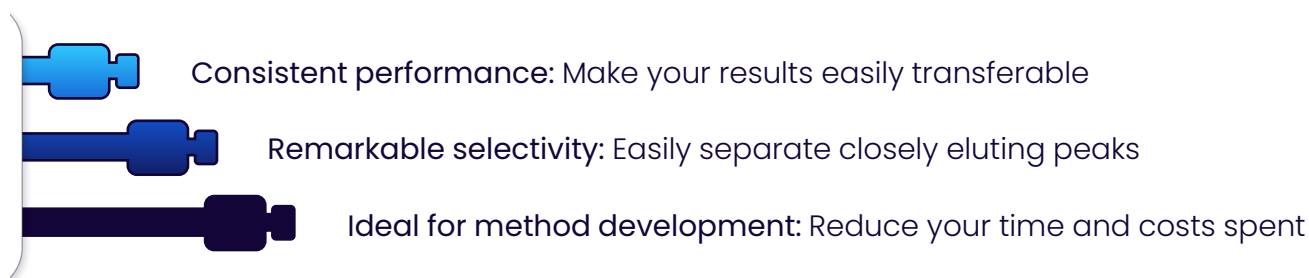 Consistent performance: Make your results easily transferable
Remarkable selectivity: Easily separate closely eluting peaks
Ideal for method development: Reduce your time and costs spent